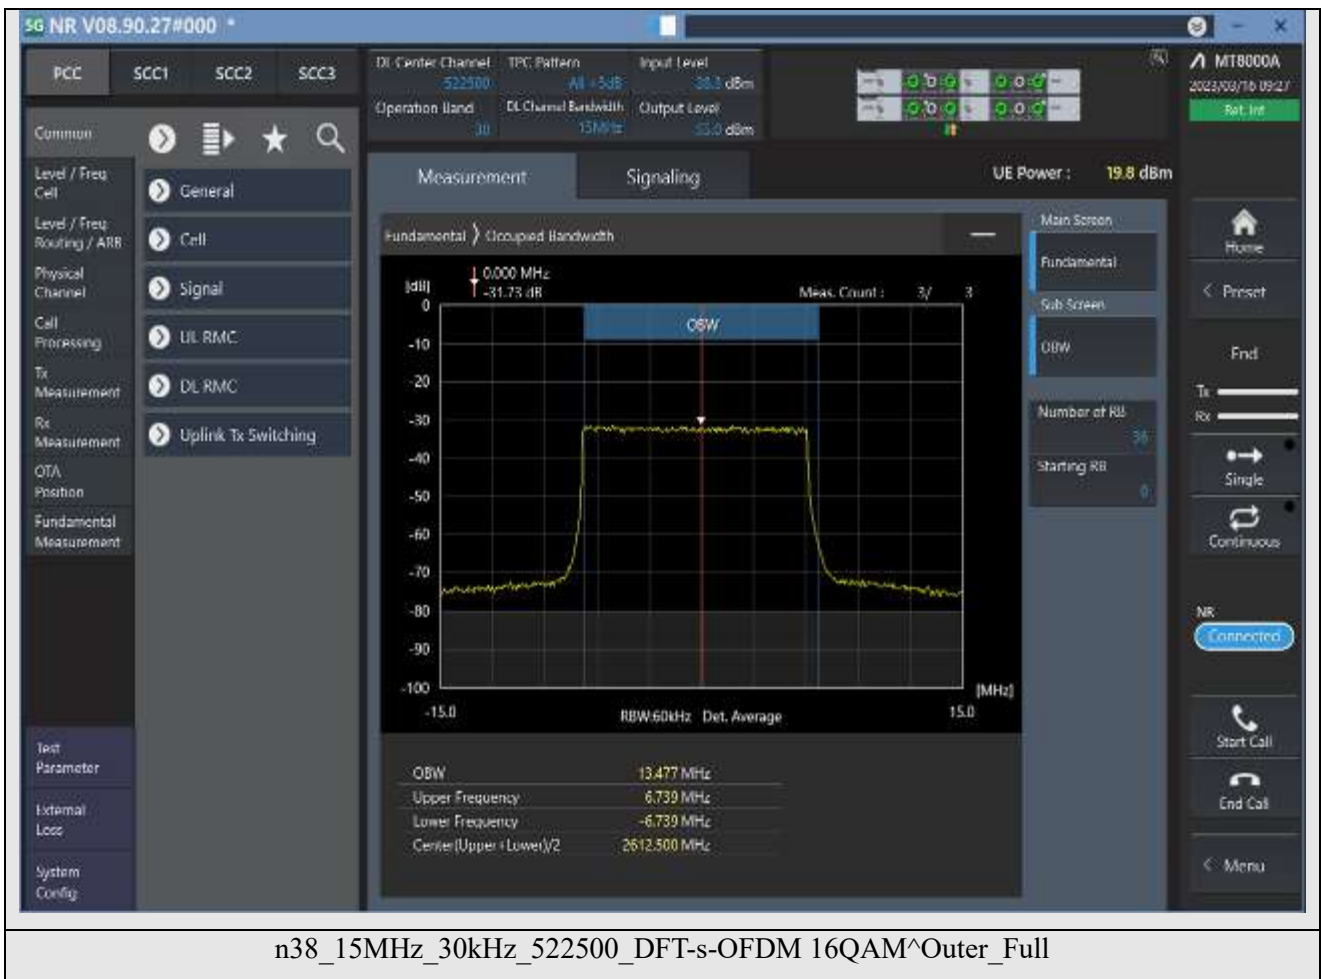 5G NR V08.90.27#000 *
PCC SCC1 SCC2 SCC3
DL Center Channel TPC Pattern Input Level
522500 All +3dB dBm
Operation Band DL Channel Bandwidth Output Level
15MHz dBm
MT8000A
2023/03/16 09:27
Ret. Int
Common
Level / Freq
Cell
Level / Freq
Routing / ARB
Physical
Channel
Call
Processing
Tx
Measurement
Rx
Measurement
OTA
Position
Fundamental
Measurement
Test
Parameter
External
Loss
System
Config
General
Cell
Signal
UL RMC
DL RMC
Uplink Tx Switching
Measurement Signaling UE Power : 19.8 dBm
Fundamental 〉 Occupied Bandwidth
[dB] 0.000 MHz
-31.73 dB Meas. Count : 3/ 3
0
OBW
-10
-20
-30
-40
-50
-60
-70
-80
-90
-100
[MHz]
-15.0 RBW:60kHz Det. Average 15.0
OBW 13.477 MHz
Upper Frequency 6.739 MHz
Lower Frequency -6.739 MHz
Center(Upper+Lower)/2 2612.500 MHz
Main Screen
Fundamental
Sub Screen
OBW
Number of RB
36
Starting RB
0
Home
< Preset
End
Tx
Rx
Single
Continuous
NR
Connected
Start Call
End Call
< Menu
n38_15MHz_30kHz_522500_DFT-s-OFDM 16QAM^Outer_Full